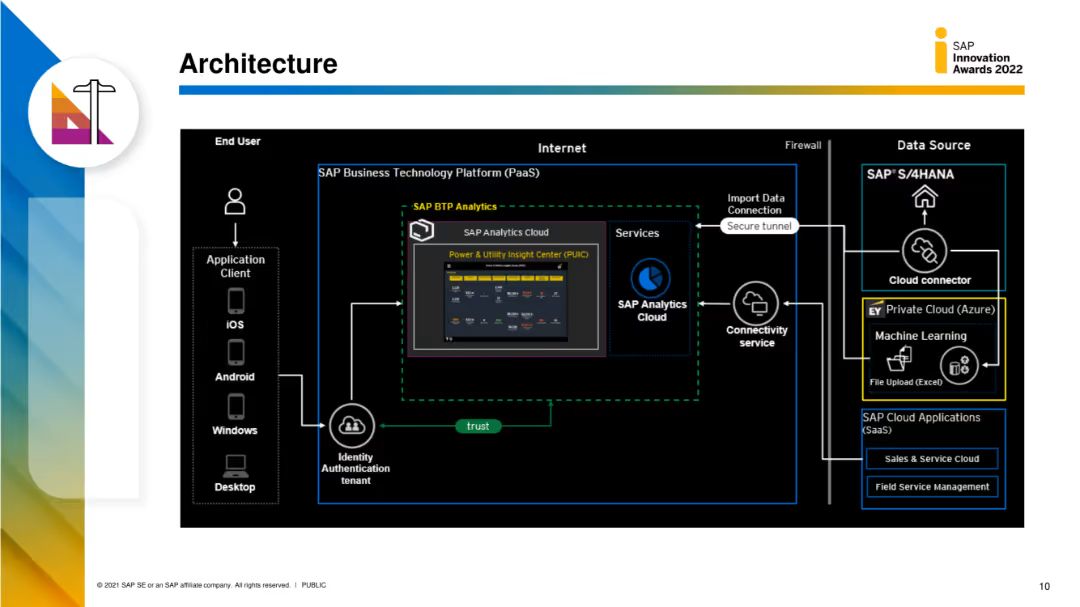 Architecture
SAP
Innovation
Awards 2022
End User
Internet
Firewall
Data Source
SAP Business Technology Platform (PaaS)
SAP® S/4HANA
SAP BTP Analytics
Import Data
Connection
Secure tunnel
SAP Analytics Cloud
Services
Power & Utility Insight Center (PUIC)
Application
Client
iOS
Android
Windows
Desktop
SAP Analytics
Cloud
Connectivity
service
Cloud connector
EY Private Cloud (Azure)
Machine Learning
File Upload (Excel)
SAP Cloud Applications
(SaaS)
Sales & Service Cloud
Field Service Management
trust
Identity
Authentication
tenant
© 2021 SAP SE or an SAP affiliate company. All rights reserved. I PUBLIC
10